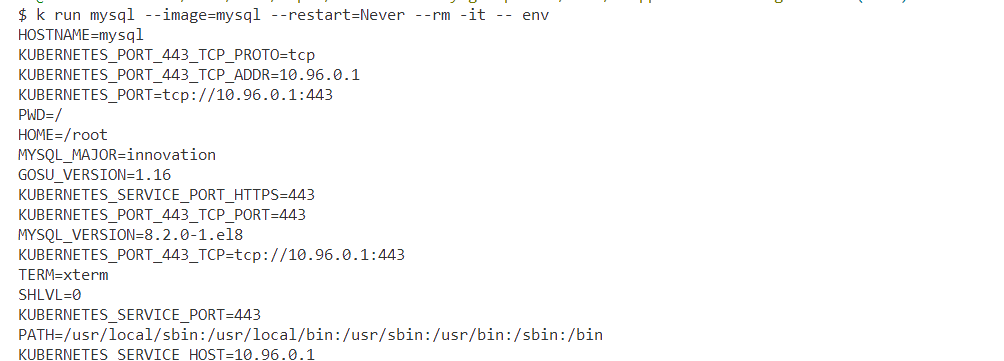 $ k run mysql --image=mysql --restart=Never --rm -it -- env
HOSTNAME=mysql
KUBERNETES_PORT_443_TCP_PROTO=tcp
KUBERNETES_PORT_443_TCP_ADDR=10.96.0.1
KUBERNETES_PORT=tcp://10.96.0.1:443
PWD=/
HOME=/root
MYSQL_MAJOR=innovation
GOSU_VERSION=1.16
KUBERNETES_SERVICE_PORT_HTTPS=443
KUBERNETES_PORT_443_TCP_PORT=443
MYSQL_VERSION=8.2.0-1.el8
KUBERNETES_PORT_443_TCP=tcp://10.96.0.1:443
TERM=xterm
SHLVL=0
KUBERNETES_SERVICE_PORT=443
PATH=/usr/local/sbin:/usr/local/bin:/usr/sbin:/usr/bin:/sbin:/bin
KUBERNETES_SERVICE_HOST=10.96.0.1